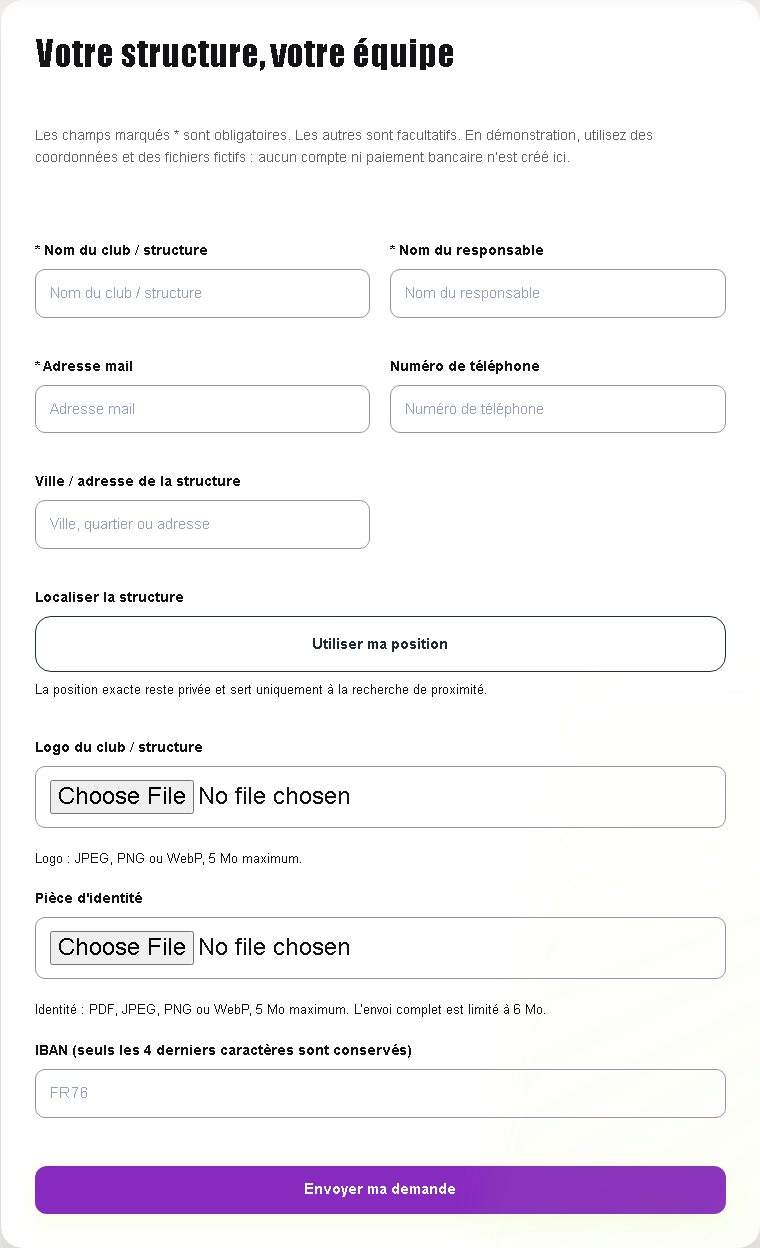 Votre structure, votre équipe
Les champs marqués * sont obligatoires. Les autres sont facultatifs. En démonstration, utilisez des
coordonnées et des fichiers fictifs : aucun compte ni paiement bancaire n'est créé ici.
* Nom du club / structure
* Nom du responsable
Nom du club / structure
Nom du responsable
* Adresse mail
Numéro de téléphone
Adresse mail
Numéro de téléphone
Ville / adresse de la structure
Ville, quartier ou adresse
Localiser la structure
Utiliser ma position
La position exacte reste privée et sert uniquement à la recherche de proximité.
Logo du club / structure
Choose File No file chosen
Logo : JPEG, PNG ou WebP, 5 Mo maximum.
Pièce d'identité
Choose File No file chosen
Identité : PDF, JPEG, PNG ou WebP, 5 Mo maximum. L'envoi complet est limité à 6 Mo.
IBAN (seuls les 4 derniers caractères sont conservés)
FR76
Envoyer ma demande